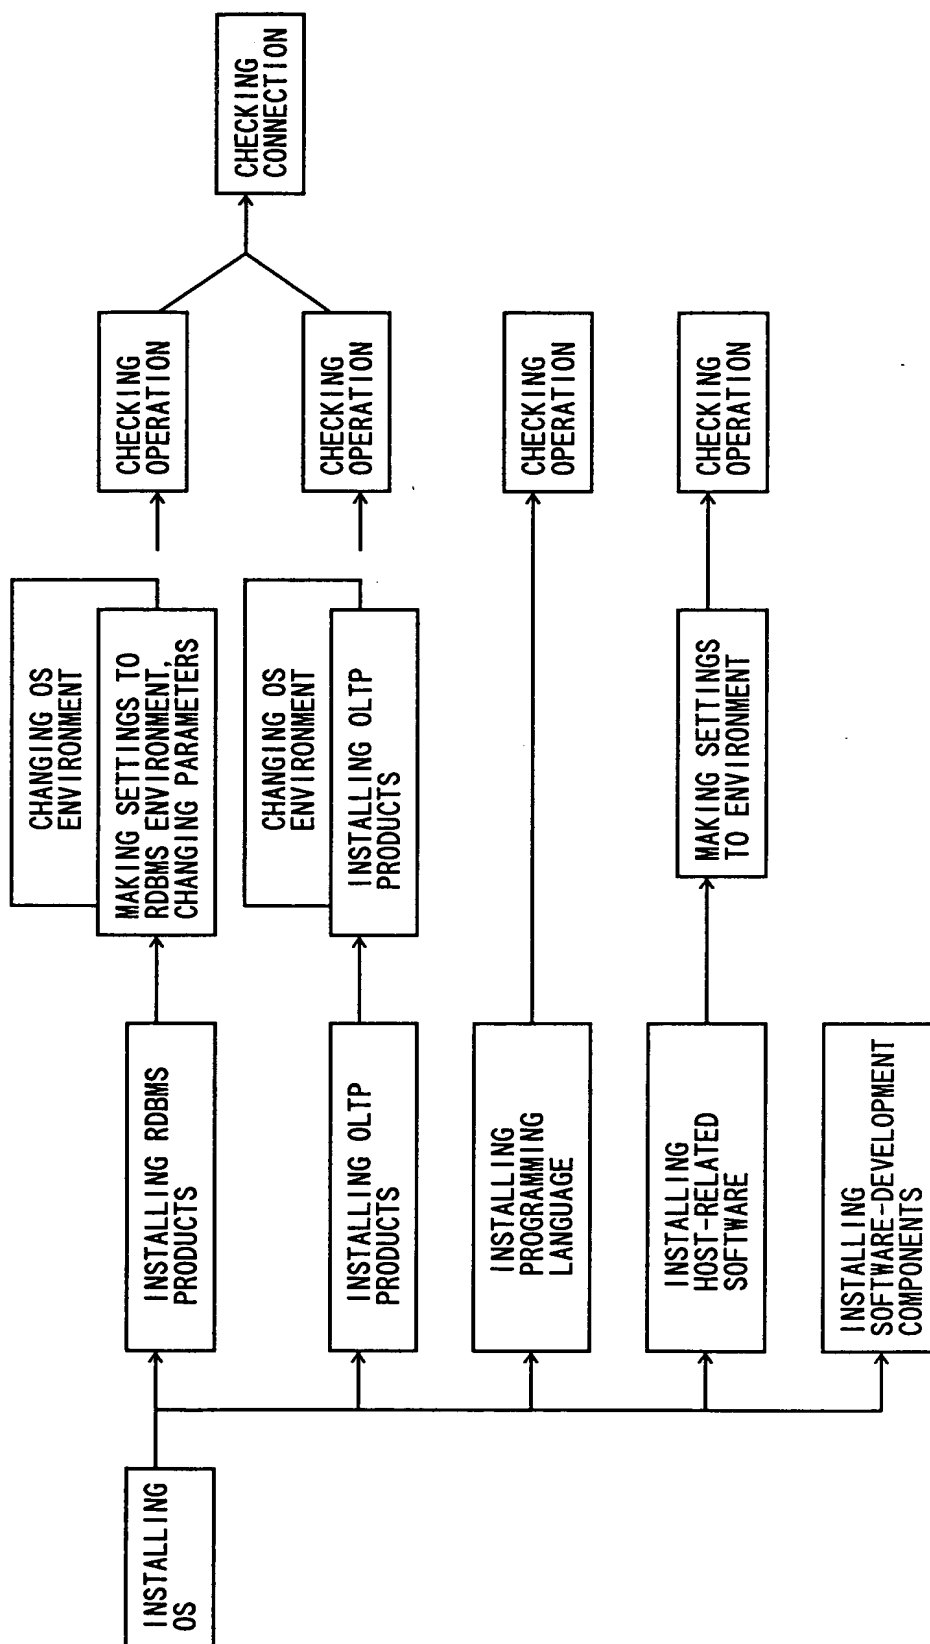 INSTALLING
OS
INSTALLING RDBMS
PRODUCTS
CHANGING OS
ENVIRONMENT
MAKING SETTINGS TO
RDBMS ENVIRONMENT,
CHANGING PARAMETERS
CHECKING
OPERATION
INSTALLING OLTP
PRODUCTS
CHANGING OS
ENVIRONMENT
INSTALLING OLTP
PRODUCTS
CHECKING
OPERATION
CHECKING
CONNECTION
INSTALLING
PROGRAMMING
LANGUAGE
CHECKING
OPERATION
INSTALLING
HOST-RELATED
SOFTWARE
MAKING SETTINGS
TO ENVIRONMENT
CHECKING
OPERATION
INSTALLING
SOFTWARE-DEVELOPMENT
COMPONENTS